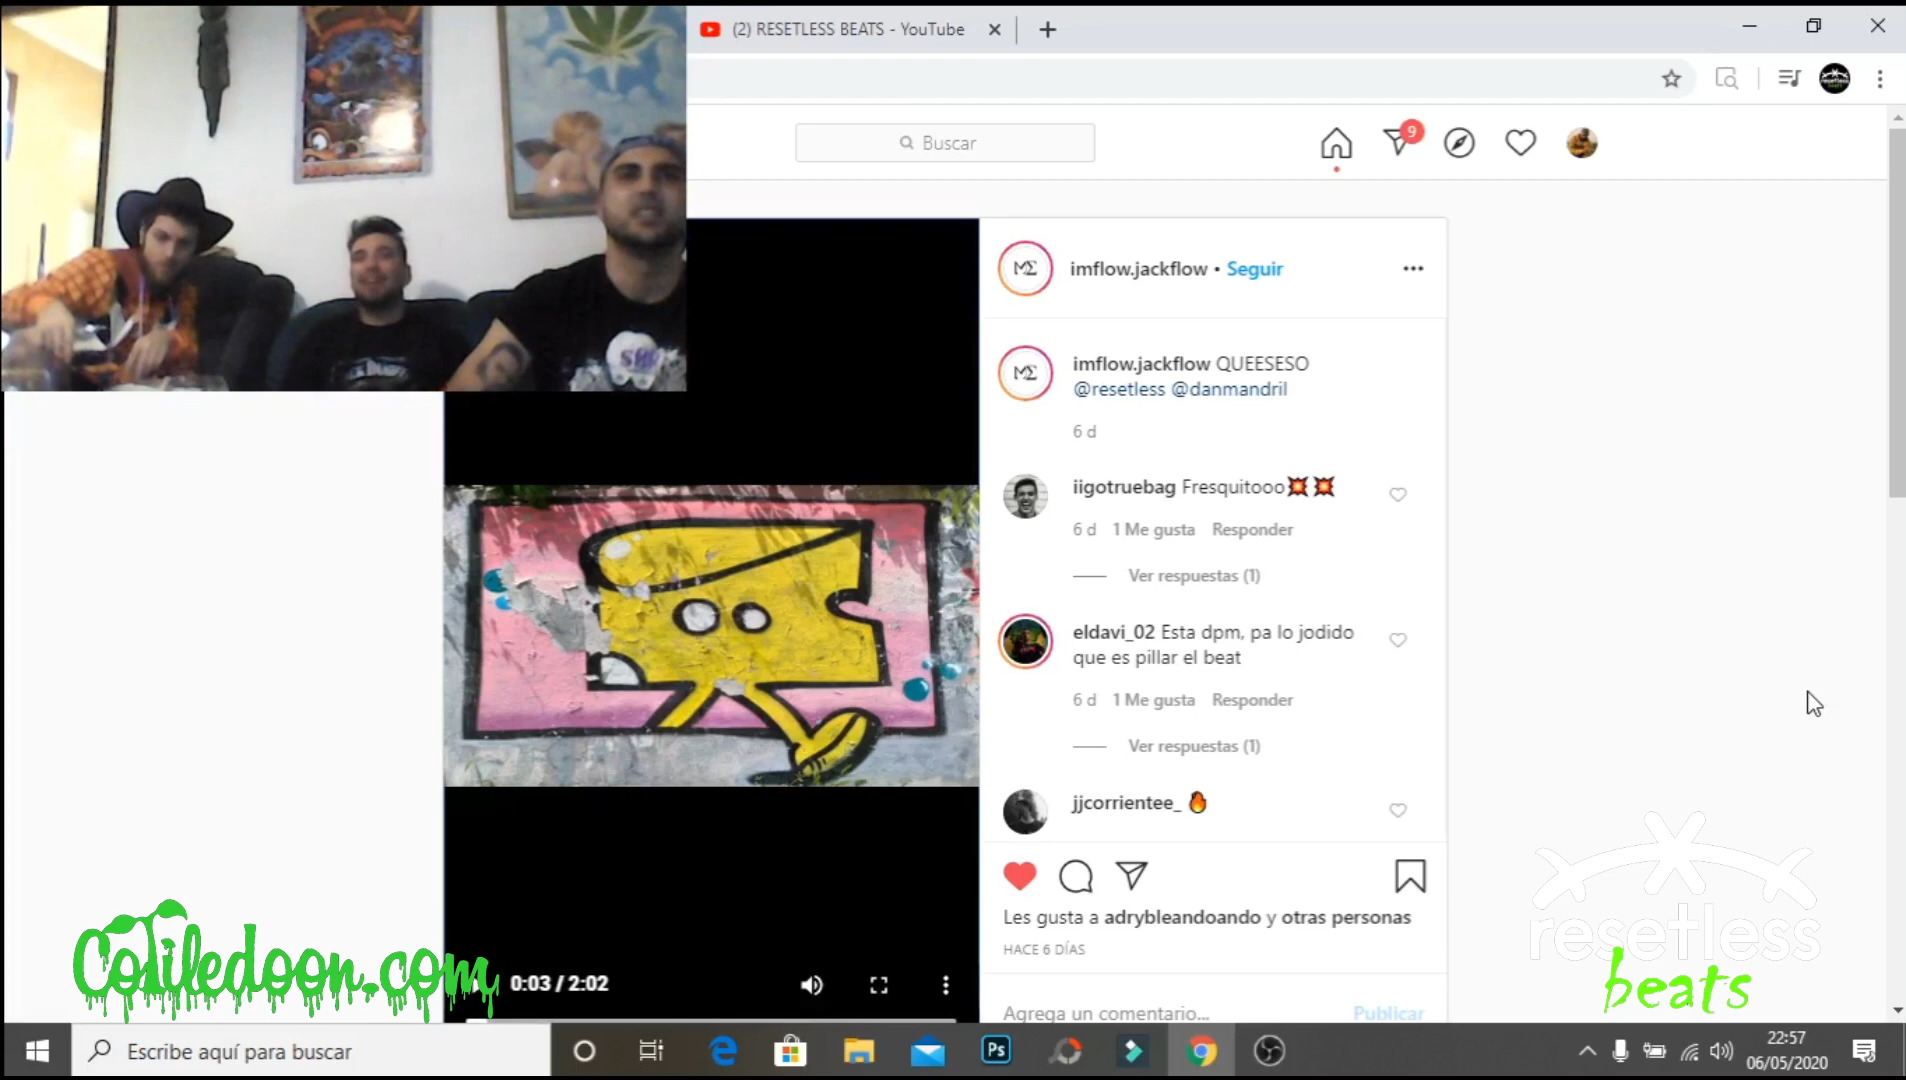 (2) RESETLESS BEATS - YouTube
Buscar
9
imflow.jackflow • Seguir
imflow.jackflow QUEESESO
@resetless @danmandril
6 d
iigotruebag Fresquitooo💥💥
6 d 1 Me gusta Responder
Ver respuestas (1)
eldavi_02 Esta dpm, pa lo jodido
que es pillar el beat
6 d 1 Me gusta Responder
Ver respuestas (1)
jjcorrientee_ 🔥
Les gusta a adrybleandoando y otras personas
HACE 6 DÍAS
Agrega un comentario...
Publicar
0:03 / 2:02
Cotiledoon.com
resetless
beats
Escribe aquí para buscar
Ps
22:57
06/05/2020